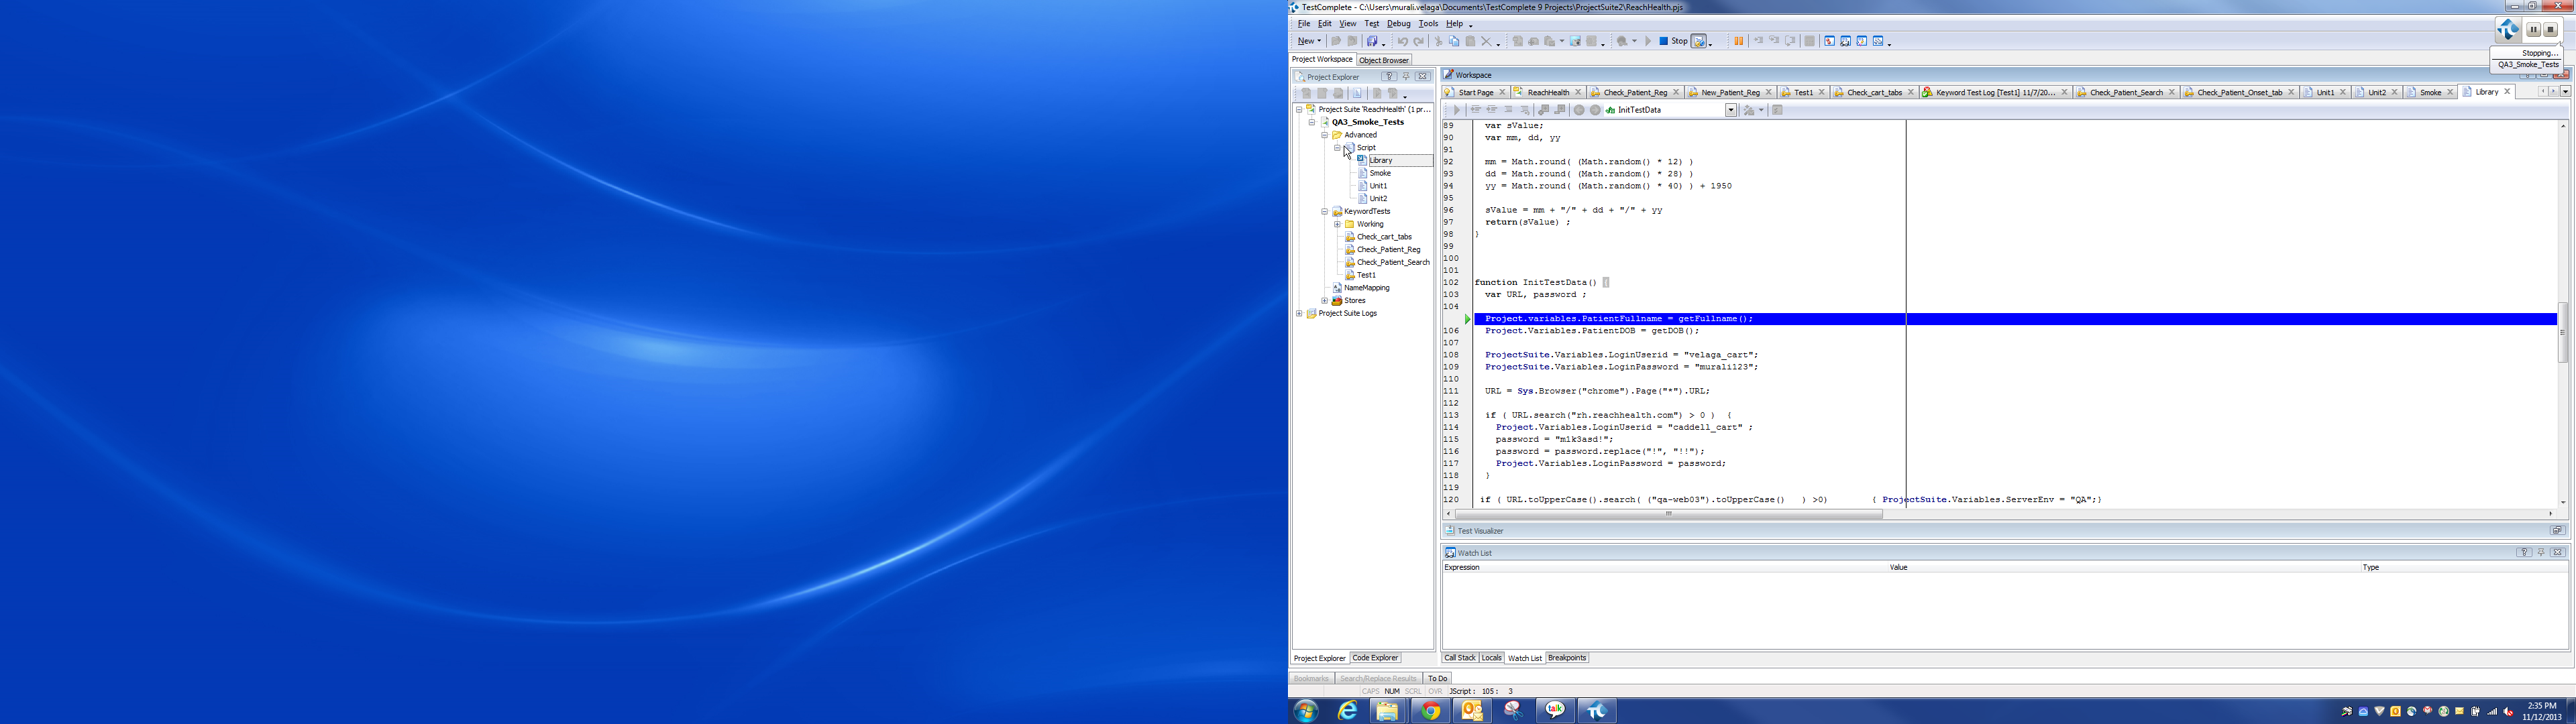 TestComplete - C:\Users\murali.velaga\Documents\TestComplete 9 Projects\ProjectSuite2\ReachHealth.pjs
File Edit View Test Debug Tools Help
New Stop
Stopping...
QA3_Smoke_Tests
Project Workspace Object Browser
Project Explorer
Project Suite 'ReachHealth' (1 pr...
QA3_Smoke_Tests
Advanced
Script
Library
Smoke
Unit1
Unit2
KeywordTests
Working
Check_cart_tabs
Check_Patient_Reg
Check_Patient_Search
Test1
NameMapping
Stores
Project Suite Logs
Project Explorer Code Explorer
Workspace
Start Page ReachHealth Check_Patient_Reg New_Patient_Reg Test1 Check_cart_tabs Keyword Test Log [Test1] 11/7/20... Check_Patient_Search Check_Patient_Onset_tab Unit1 Unit2 Smoke Library
InitTestData
89 var sValue;
90 var mm, dd, yy
91
92 mm = Math.round( (Math.random() * 12) )
93 dd = Math.round( (Math.random() * 28) )
94 yy = Math.round( (Math.random() * 40) ) + 1950
95
96 sValue = mm + "/" + dd + "/" + yy
97 return(sValue) ;
98 }
99
100
101
102 function InitTestData() {
103 var URL, password ;
104
Project.variables.PatientFullname = getFullname();
106 Project.Variables.PatientDOB = getDOB();
107
108 ProjectSuite.Variables.LoginUserid = "velaga_cart";
109 ProjectSuite.Variables.LoginPassword = "murali123";
110
111 URL = Sys.Browser("chrome").Page("*").URL;
112
113 if ( URL.search("rh.reachhealth.com") > 0 ) {
114 Project.Variables.LoginUserid = "caddell_cart" ;
115 password = "m1k3asd!";
116 password = password.replace("!", "!!");
117 Project.Variables.LoginPassword = password;
118 }
119
120 if ( URL.toUpperCase().search( ("qa-web03").toUpperCase() ) >0) { ProjectSuite.Variables.ServerEnv = "QA";}
Test Visualizer
Watch List
Expression Value Type
Call Stack Locals Watch List Breakpoints
Bookmarks Search/Replace Results To Do
CAPS NUM SCRL OVR JScript: 105: 3
talk
2:35 PM
11/12/2013